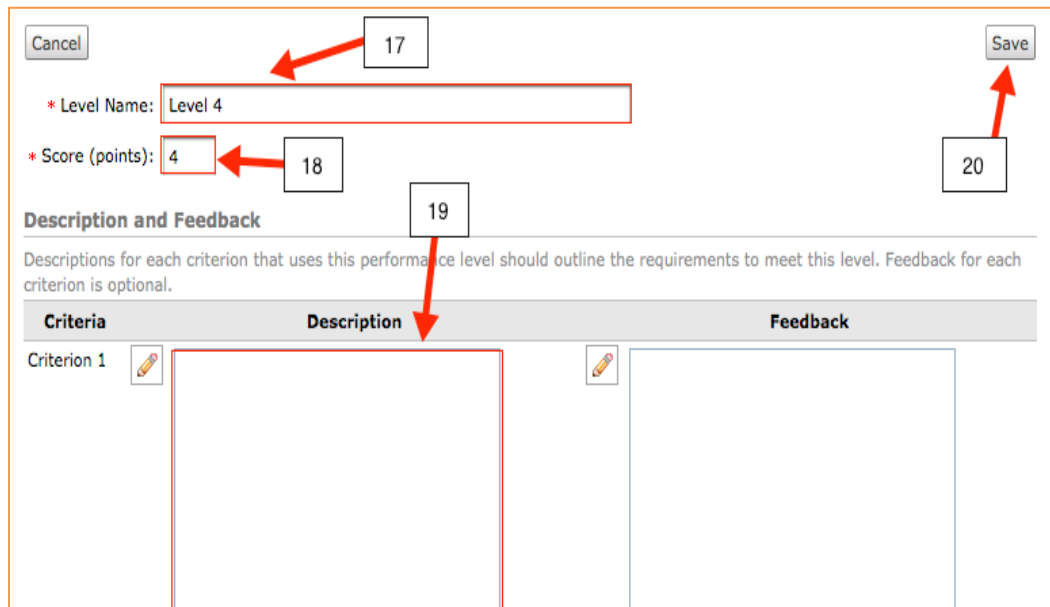 Cancel
17
Save
* Level Name: Level 4
* Score (points): 4
18
20
19
Description and Feedback
Descriptions for each criterion that uses this performance level should outline the requirements to meet this level. Feedback for each
criterion is optional.
Criteria Description Feedback
Criterion 1